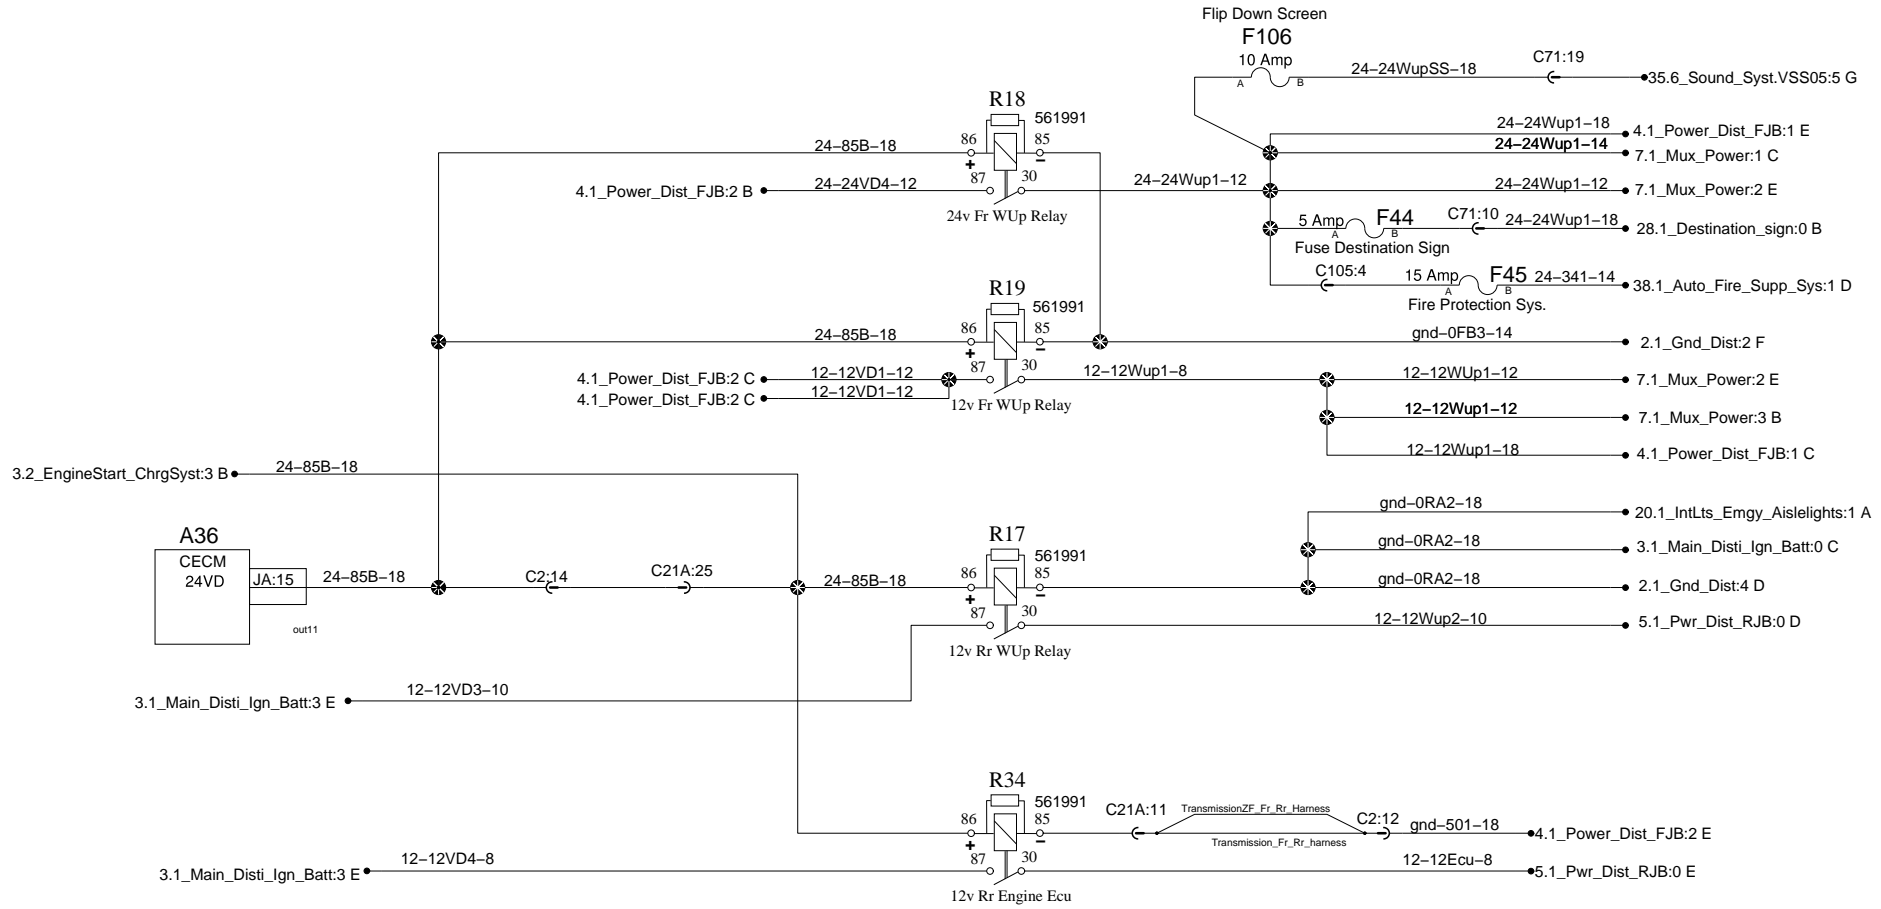 Flip Down Screen
F106
10 Amp
A
B
24-24WupSS-18
C71:19
35.6_Sound_Syst.VSS05:5 G
R18
561991
86
85
+
-
24-85B-18
87
30
4.1_Power_Dist_FJB:2 B
24-24VD4-12
24v Fr WUp Relay
24-24Wup1-12
24-24Wup1-18
4.1_Power_Dist_FJB:1 E
24-24Wup1-14
7.1_Mux_Power:1 C
24-24Wup1-12
7.1_Mux_Power:2 E
5 Amp
F44
A
B
C71:10
24-24Wup1-18
28.1_Destination_sign:0 B
Fuse Destination Sign
C105:4
15 Amp
F45
A
B
24-341-14
38.1_Auto_Fire_Supp_Sys:1 D
Fire Protection Sys.
R19
561991
86
85
+
-
24-85B-18
gnd-0FB3-14
2.1_Gnd_Dist:2 F
87
30
4.1_Power_Dist_FJB:2 C
12-12VD1-12
4.1_Power_Dist_FJB:2 C
12-12VD1-12
12v Fr WUp Relay
12-12Wup1-8
12-12WUp1-12
7.1_Mux_Power:2 E
12-12Wup1-12
7.1_Mux_Power:3 B
12-12Wup1-18
4.1_Power_Dist_FJB:1 C
3.2_EngineStart_ChrgSyst:3 B
24-85B-18
A36
CECM
24VD
JA:15
out11
24-85B-18
C2:14
C21A:25
24-85B-18
R17
561991
86
85
+
-
87
30
12v Rr WUp Relay
gnd-0RA2-18
20.1_IntLts_Emgy_Aislelights:1 A
gnd-0RA2-18
3.1_Main_Disti_Ign_Batt:0 C
gnd-0RA2-18
2.1_Gnd_Dist:4 D
12-12Wup2-10
5.1_Pwr_Dist_RJB:0 D
3.1_Main_Disti_Ign_Batt:3 E
12-12VD3-10
R34
561991
86
85
+
-
C21A:11
TransmissionZF_Fr_Rr_Harness
Transmission_Fr_Rr_harness
C2:12
gnd-501-18
4.1_Power_Dist_FJB:2 E
87
30
3.1_Main_Disti_Ign_Batt:3 E
12-12VD4-8
12-12Ecu-8
5.1_Pwr_Dist_RJB:0 E
12v Rr Engine Ecu